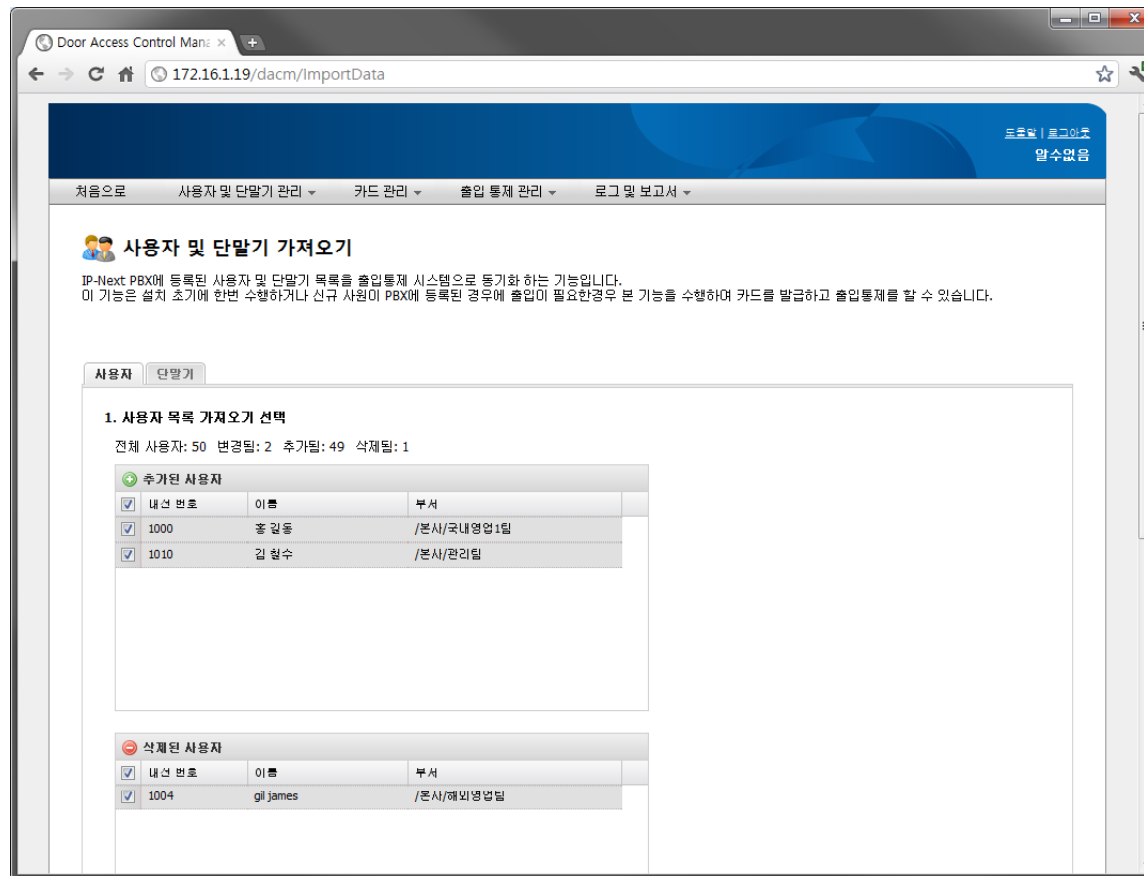 Door Access Control Mana
172.16.1.19/dacm/ImportData
도움말 | 로그아웃
알수없음
처음으로 사용자 및 단말기 관리 카드 관리 출입 통제 관리 로그 및 보고서
사용자 및 단말기 가져오기
IP-Next PBX에 등록된 사용자 및 단말기 목록을 출입통제 시스템으로 동기화 하는 기능입니다.
이 기능은 설치 초기에 한번 수행하거나 신규 사원이 PBX에 등록된 경우에 출입이 필요한경우 본 기능을 수행하여 카드를 발급하고 출입통제를 할 수 있습니다.
사용자 단말기
1. 사용자 목록 가져오기 선택
전체 사용자: 50 변경됨: 2 추가됨: 49 삭제됨: 1
추가된 사용자
내선 번호 이름 부서
1000 홍 길동 /본사/국내영업1팀
1010 김 철수 /본사/관리팀
삭제된 사용자
내선 번호 이름 부서
1004 gil james /본사/해외영업팀